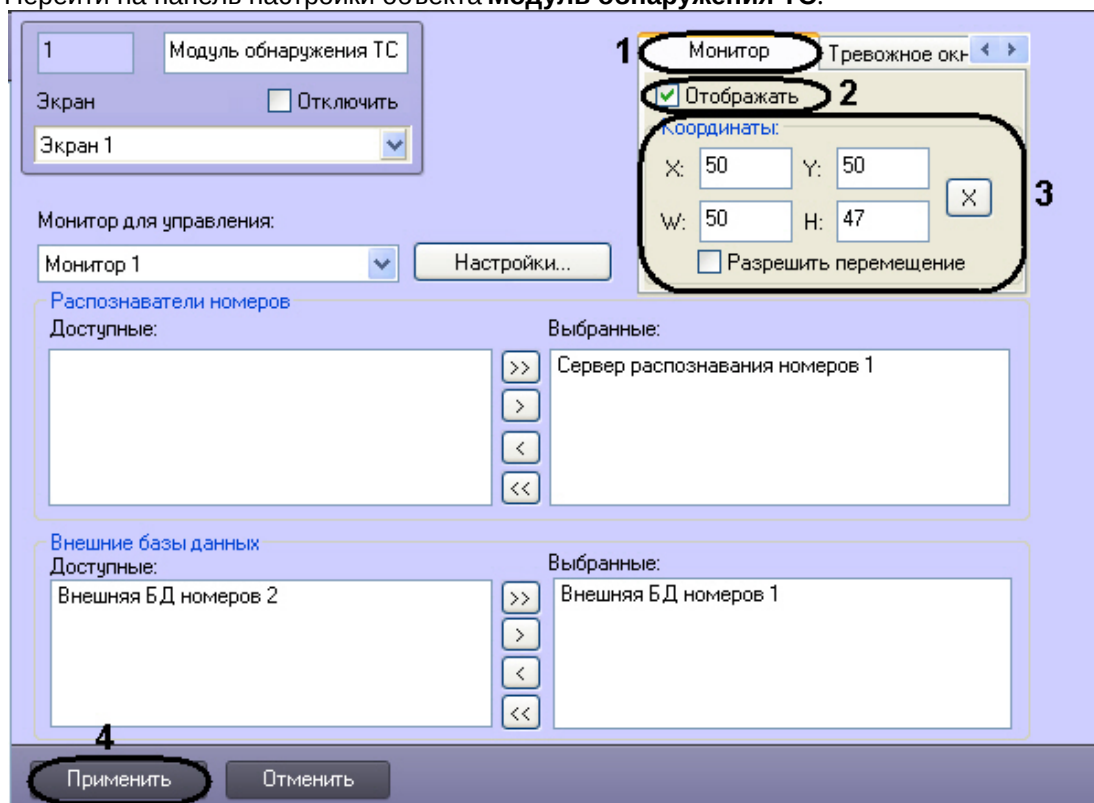 Перейти на панель настройки объекта Модуль обнаружения ТС.
1 Модуль обнаружения ТС
Экран Отключить
Экран 1
1 Монитор Тревожное окн
Отображать 2
Координаты:
X: 50 Y: 50 X
3
W: 50 H: 47
Разрешить перемещение
Монитор для управления:
Монитор 1 Настройки...
Распознаватели номеров
Доступные: Выбранные:
>> Сервер распознавания номеров 1
>
<
<<
Внешние базы данных
Доступные: Выбранные:
Внешняя БД номеров 2 >> Внешняя БД номеров 1
>
<
<<
4
Применить Отменить